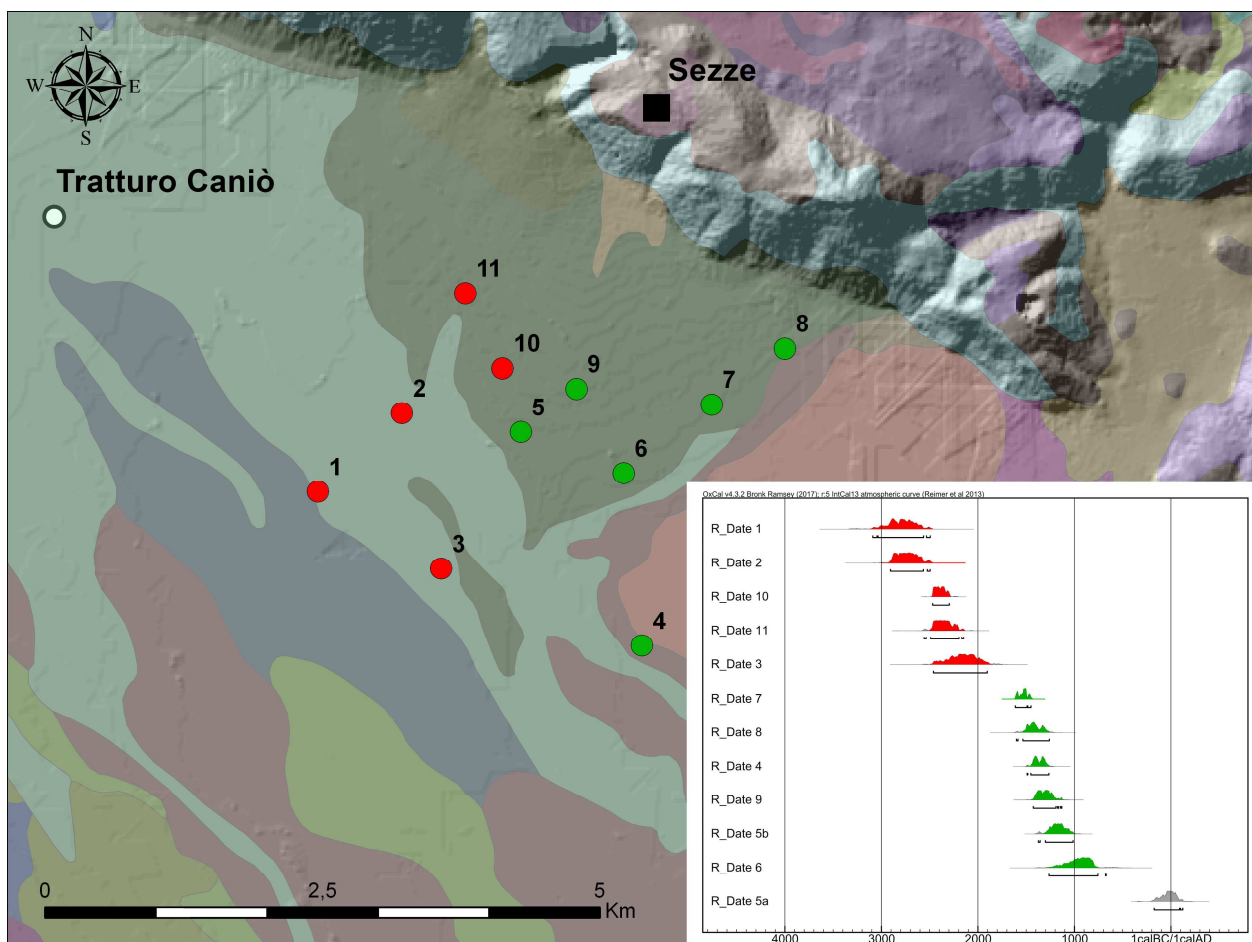 N
W E
S
Sezze
Tratturo Caniò
11
8
10
9
2
7
5
6
1
3
4
OxCal v4.3.2 Bronk Ramsey (2017); r:5 IntCal13 atmospheric curve (Reimer et al 2013)
R_Date 1
R_Date 2
R_Date 10
R_Date 11
R_Date 3
R_Date 7
R_Date 8
R_Date 4
R_Date 9
R_Date 5b
R_Date 6
R_Date 5a
4000 3000 2000 1000 1calBC/1calAD
0 2,5 5
Km